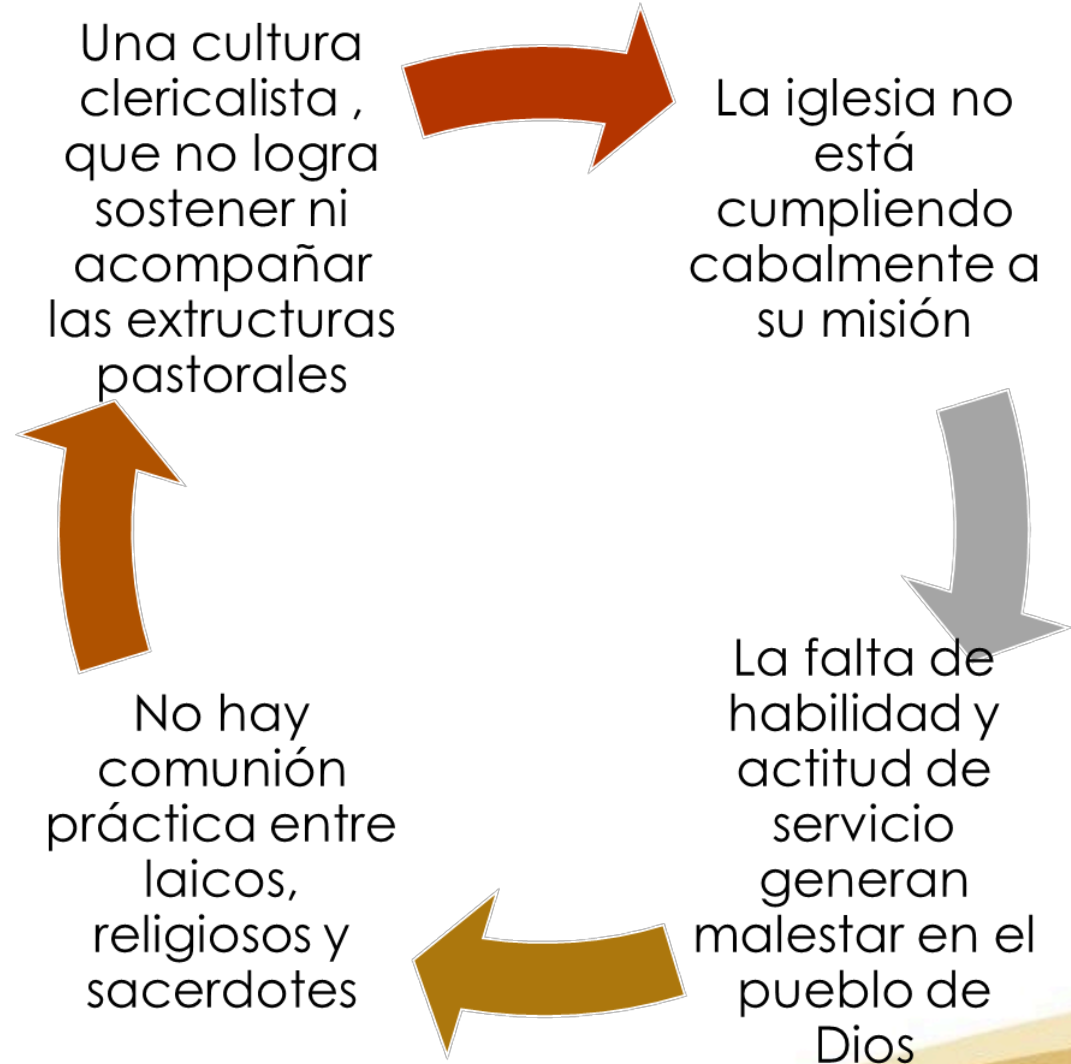 Una cultura
clericalista ,
que no logra
sostener ni
acompañar
las extructuras
pastorales
La iglesia no
está
cumpliendo
cabalmente a
su misión
La falta de
habilidad y
actitud de
servicio
generan
malestar en el
pueblo de
Dios
No hay
comunión
práctica entre
laicos,
religiosos y
sacerdotes